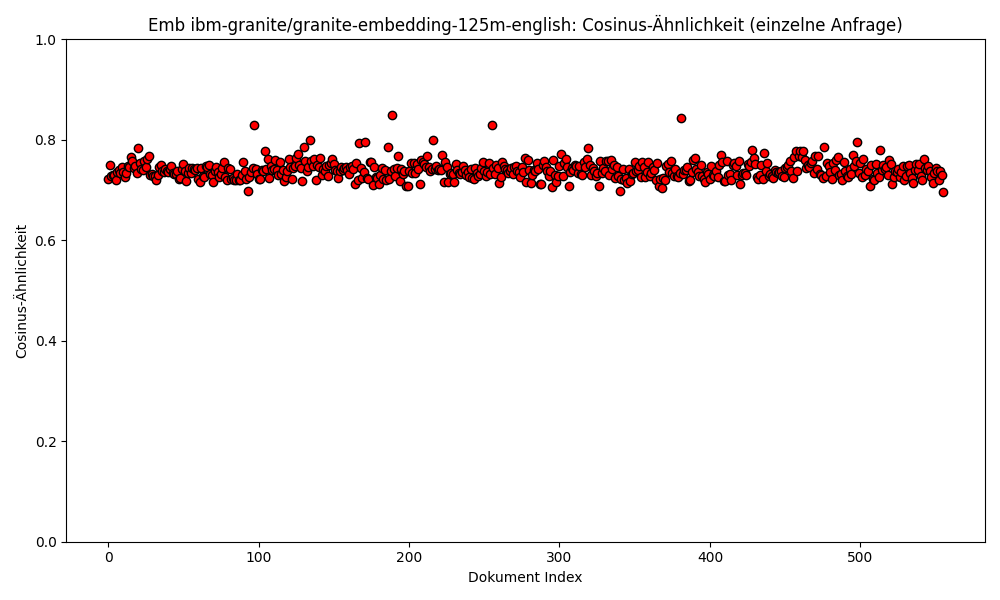 Emb ibm-granite/granite-embedding-125m-english: Cosinus-Ähnlichkeit (einzelne Anfrage)
1.0
0.8
0.6
0.4
0.2
0.0
Cosinus-Ähnlichkeit
0 100 200 300 400 500
Dokument Index